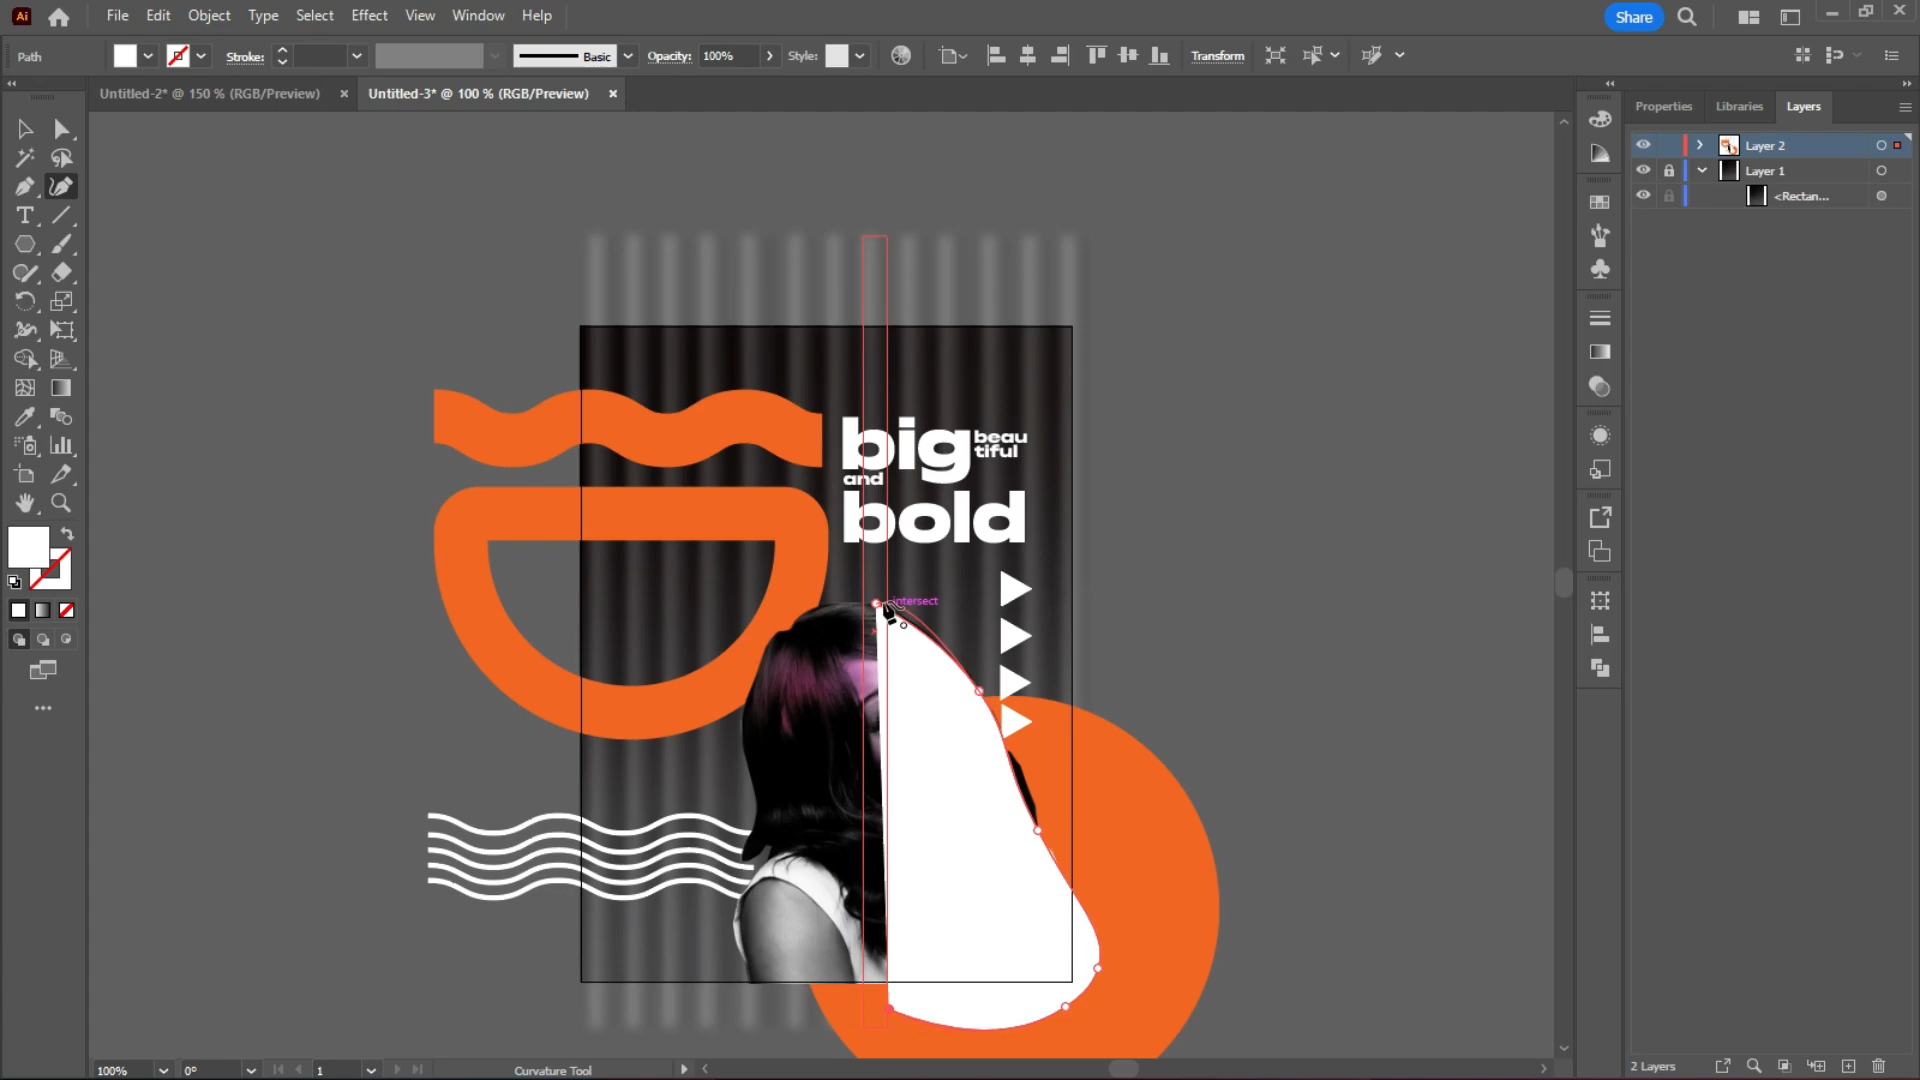 Ai File Edit Object Type Select Effect View Window Help Share
Path Stroke: Basic Opacity: 100% Style: Transform
Untitled-2* @ 150 % (RGB/Preview) Untitled-3* @ 100 % (RGB/Preview)
Properties Libraries Layers
Layer 2
Layer 1
<Rectan...
big beau
tiful
and
bold
intersect
100% 0° 1 Curvature Tool
2 Layers